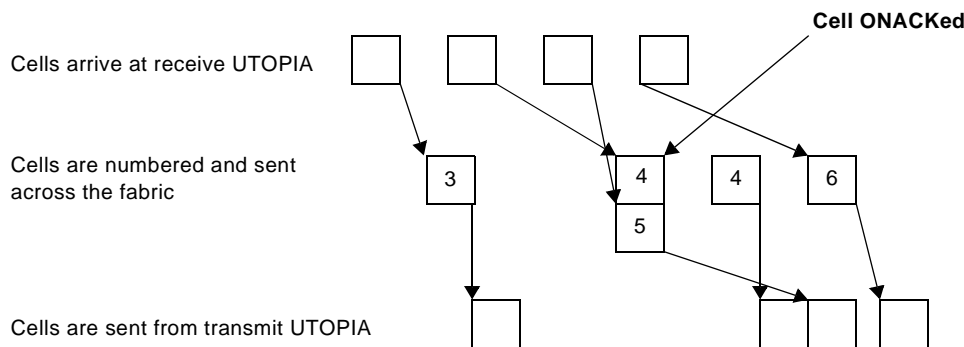 Cell ONACKed
Cells arrive at receive UTOPIA
Cells are numbered and sent
across the fabric
3
4
4
6
5
Cells are sent from transmit UTOPIA